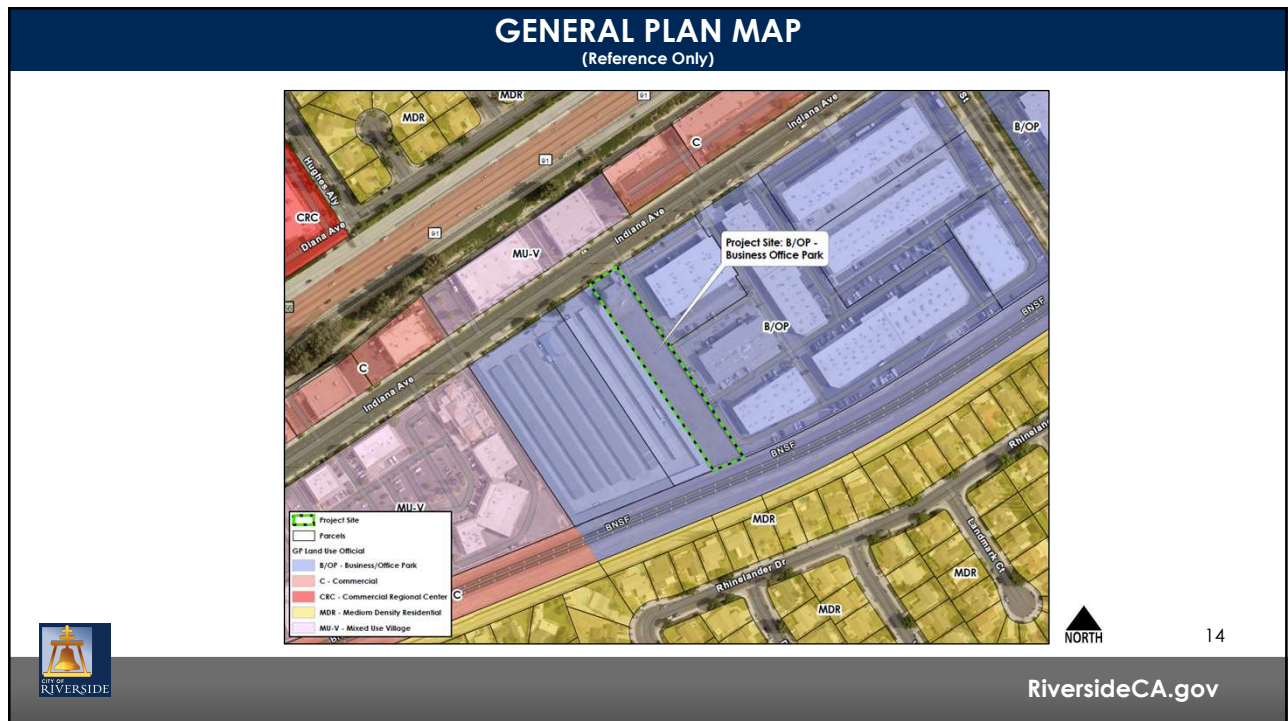 GENERAL PLAN MAP
(Reference Only)
MDR
MDR
91
91
91
Hughes Aly
CRC
Diana Ave
Indiana Ave
C
St
B/OP
Indiana Ave
MU-V
Project Site: B/OP -
Business Office Park
B/OP
BNSF
C
Indiana Ave
BNSF
MU-V
BNSF
MDR
Rhinelander Dr
Landmark Ct
MDR
MDR
C
Project Site
Parcels
GP Land Use Official
B/OP - Business/Office Park
C - Commercial
CRC - Commercial Regional Center
MDR - Medium Density Residential
MU-V - Mixed Use Village
NORTH
14
CITY OF
RIVERSIDE
RiversideCA.gov